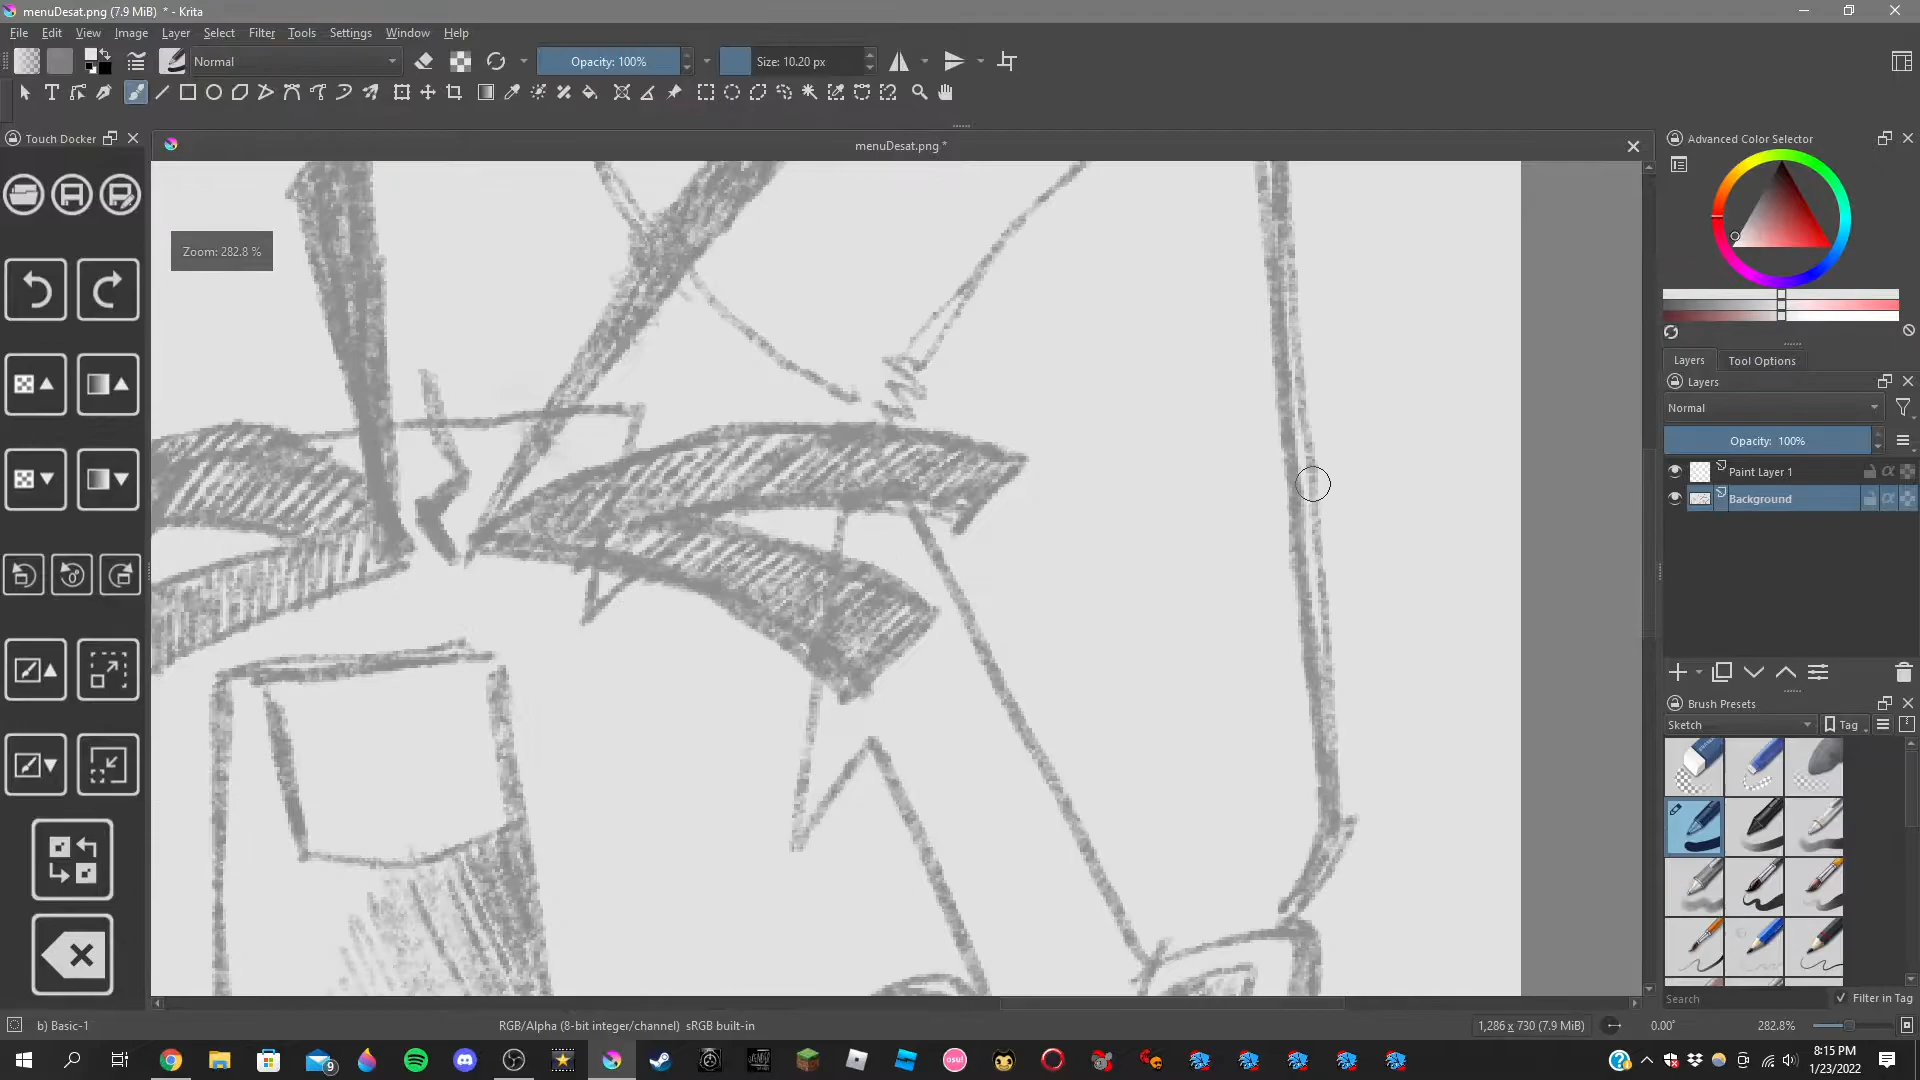 menuDesat.png (7.9 MiB) * - Krita
File Edit View Image Layer Select Filter Tools Settings Window Help
Normal Opacity: 100% Size: 10.20 px
Touch Docker
menuDesat.png *
Advanced Color Selector
Zoom: 282.8 %
Layers Tool Options
Layers
Normal
Opacity: 100%
Paint Layer 1
Background
Brush Presets
Sketch Tag
Search Filter in Tag
b) Basic-1 RGB/Alpha (8-bit integer/channel) sRGB built-in 1,286 x 730 (7.9 MiB) 0.00° 282.8%
9 osu! 8:15 PM
1/23/2022